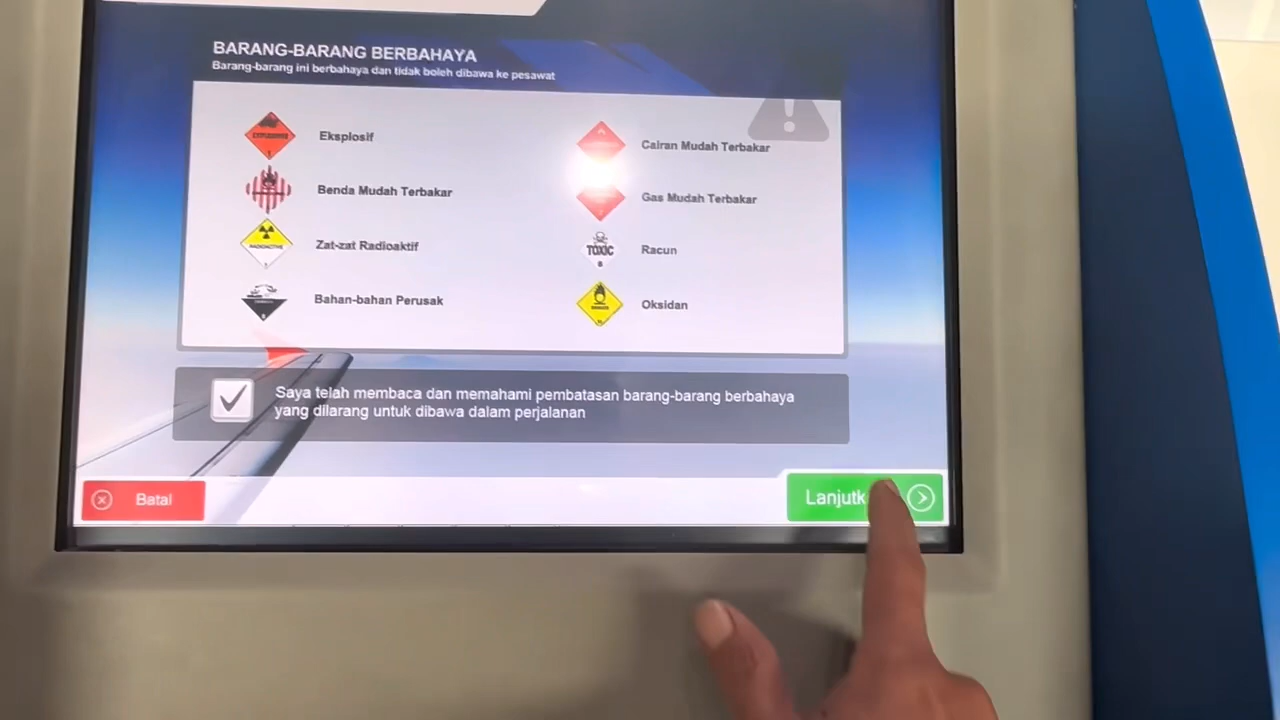 BARANG-BARANG BERBAHAYA
Barang-barang ini berbahaya dan tidak boleh dibawa ke pesawat
Eksplosif
Cairan Mudah Terbakar
Benda Mudah Terbakar
Gas Mudah Terbakar
RADIOACTIVE
Zat-zat Radioaktif
TOXIC
6
Racun
Bahan-bahan Perusak
Oksidan
Saya telah membaca dan memahami pembatasan barang-barang berbahaya
yang dilarang untuk dibawa dalam perjalanan
Batal
Lanjutk